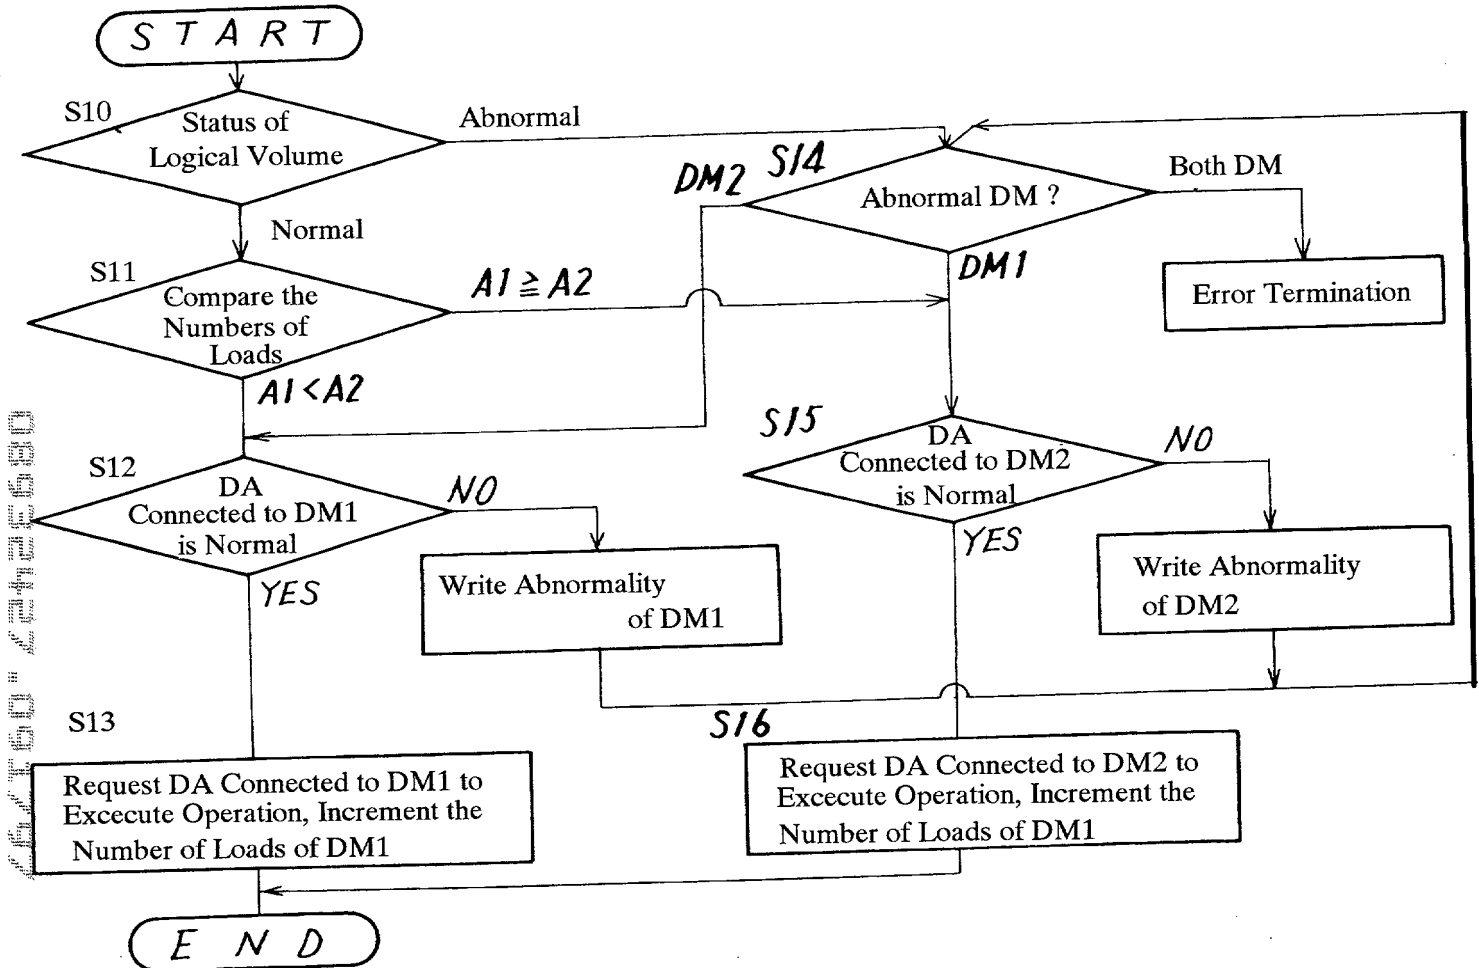 START
S10
Status of
Logical Volume
Abnormal
Normal
DM2
S14
Abnormal DM ?
Both DM
DM1
Error Termination
S11
Compare the
Numbers of
Loads
A1 ≧ A2
A1 < A2
S12
DA
Connected to DM1
is Normal
NO
YES
Write Abnormality
of DM1
S15
DA
Connected to DM2
is Normal
NO
YES
Write Abnormality
of DM2
S13
Request DA Connected to DM1 to
Excecute Operation, Increment the
Number of Loads of DM1
S16
Request DA Connected to DM2 to
Excecute Operation, Increment the
Number of Loads of DM1
END